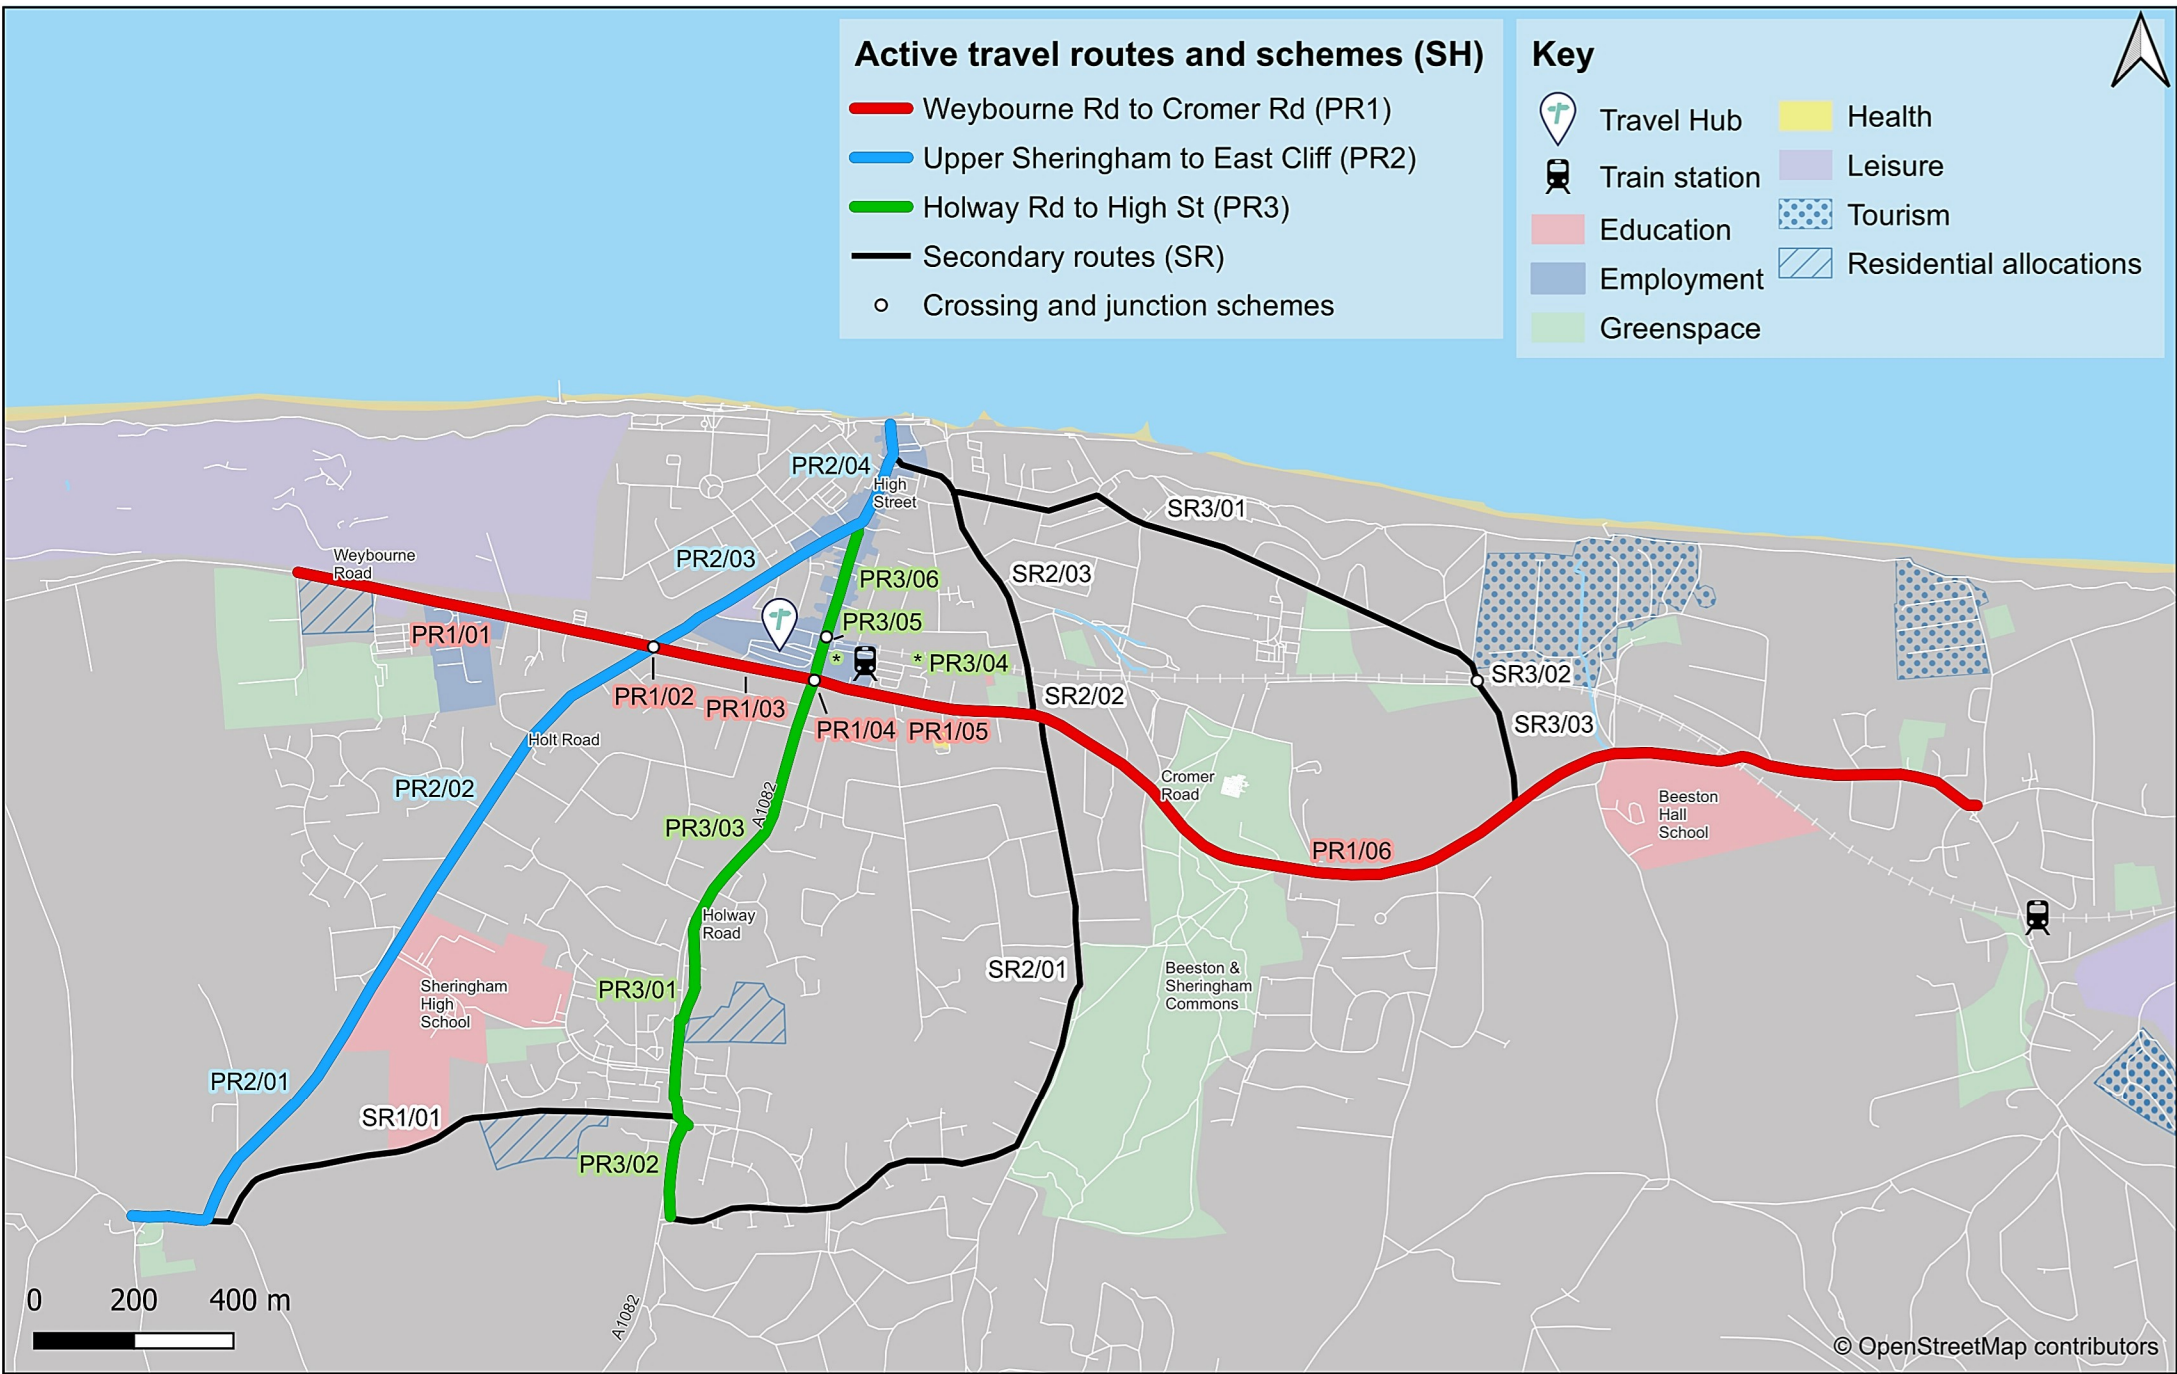 Active travel routes and schemes (SH)
Weybourne Rd to Cromer Rd (PR1)
Upper Sheringham to East Cliff (PR2)
Holway Rd to High St (PR3)
Secondary routes (SR)
Crossing and junction schemes
Key
Travel Hub
Train station
Education
Employment
Greenspace
Health
Leisure
Tourism
Residential allocations
PR2/04
High
Street
SR3/01
Weybourne
Road
PR2/03
PR3/06
SR2/03
PR1/01
PR3/05
*
* PR3/04
PR1/02
PR1/03
SR2/02
SR3/02
PR1/04
PR1/05
SR3/03
Holt Road
PR2/02
A1082
Cromer
Road
Beeston
Hall
School
PR3/03
PR1/06
Holway
Road
Sheringham
High
School
PR3/01
SR2/01
Beeston &
Sheringham
Commons
PR2/01
SR1/01
PR3/02
A1082
0 200 400 m
© OpenStreetMap contributors